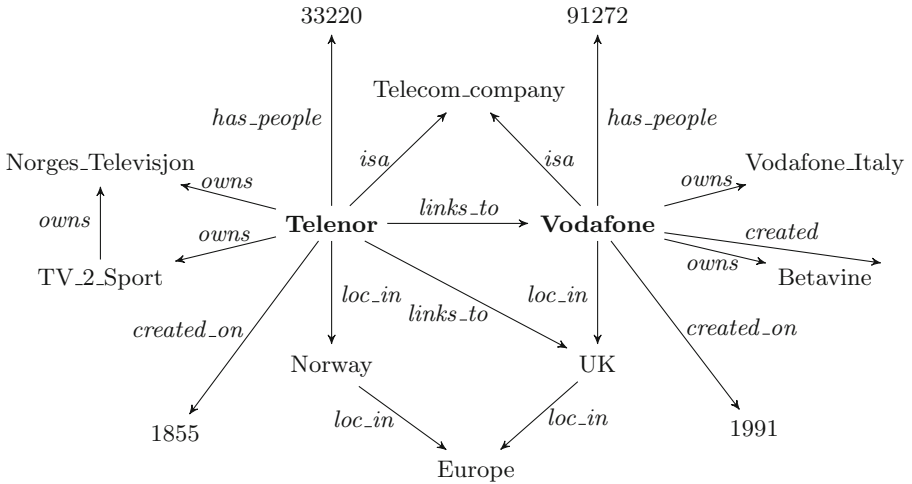 33220
91272
Telecom_company
has_people
has_people
isa
isa
Norges_Televisjon
Vodafone_Italy
owns
owns
links_to
owns
Telenor
Vodafone
owns
created
owns
TV_2_Sport
Betavine
loc_in
loc_in
links_to
created_on
created_on
Norway
UK
loc_in
loc_in
1855
1991
Europe